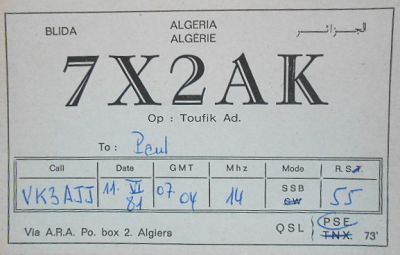 BLIDA ALGERIA الجـزائـر
ALGÉRIE
7X2AK
Op : Toufik Ad.
To : Paul
Call Date GMT Mhz Mode R.S.T.
VK3AJJ 11. VI 81 07 04 14 SSB CW 55
Via A.R.A. Po. box 2. Algiers QSL PSE TNX 73'